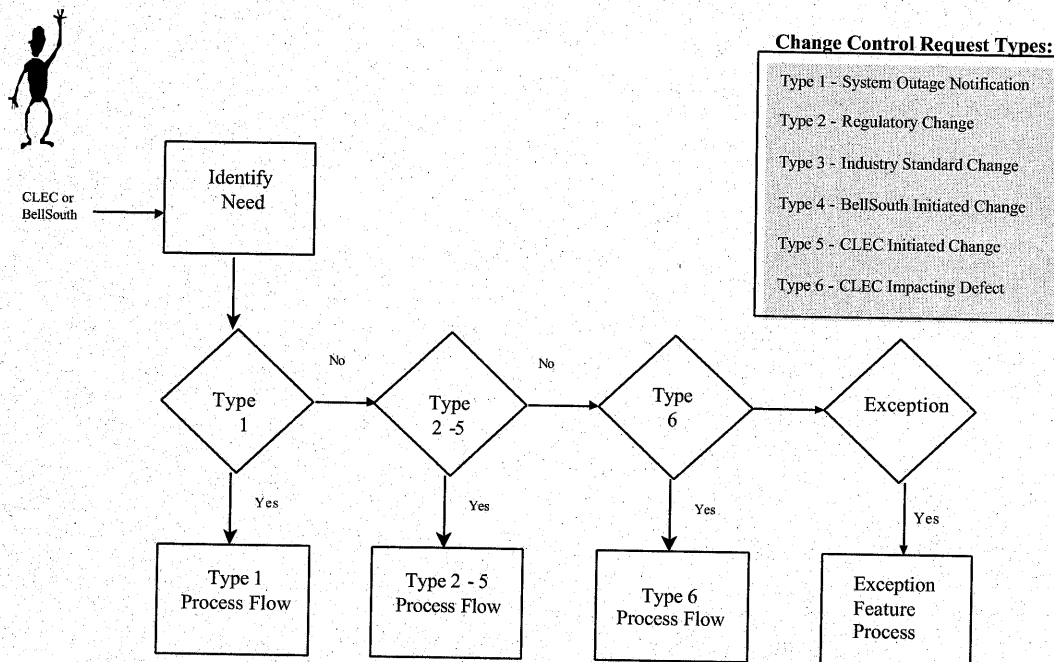 Change Control Request Types:
Type 1 - System Outage Notification
Type 2 - Regulatory Change
Type 3 - Industry Standard Change
Type 4 - BellSouth Initiated Change
Type 5 - CLEC Initiated Change
Type 6 - CLEC Impacting Defect
CLEC or
BellSouth
Identify
Need
Type
1
No
Type
2 -5
No
Type
6
Exception
Yes
Yes
Yes
Yes
Type 1
Process Flow
Type 2 - 5
Process Flow
Type 6
Process Flow
Exception
Feature
Process